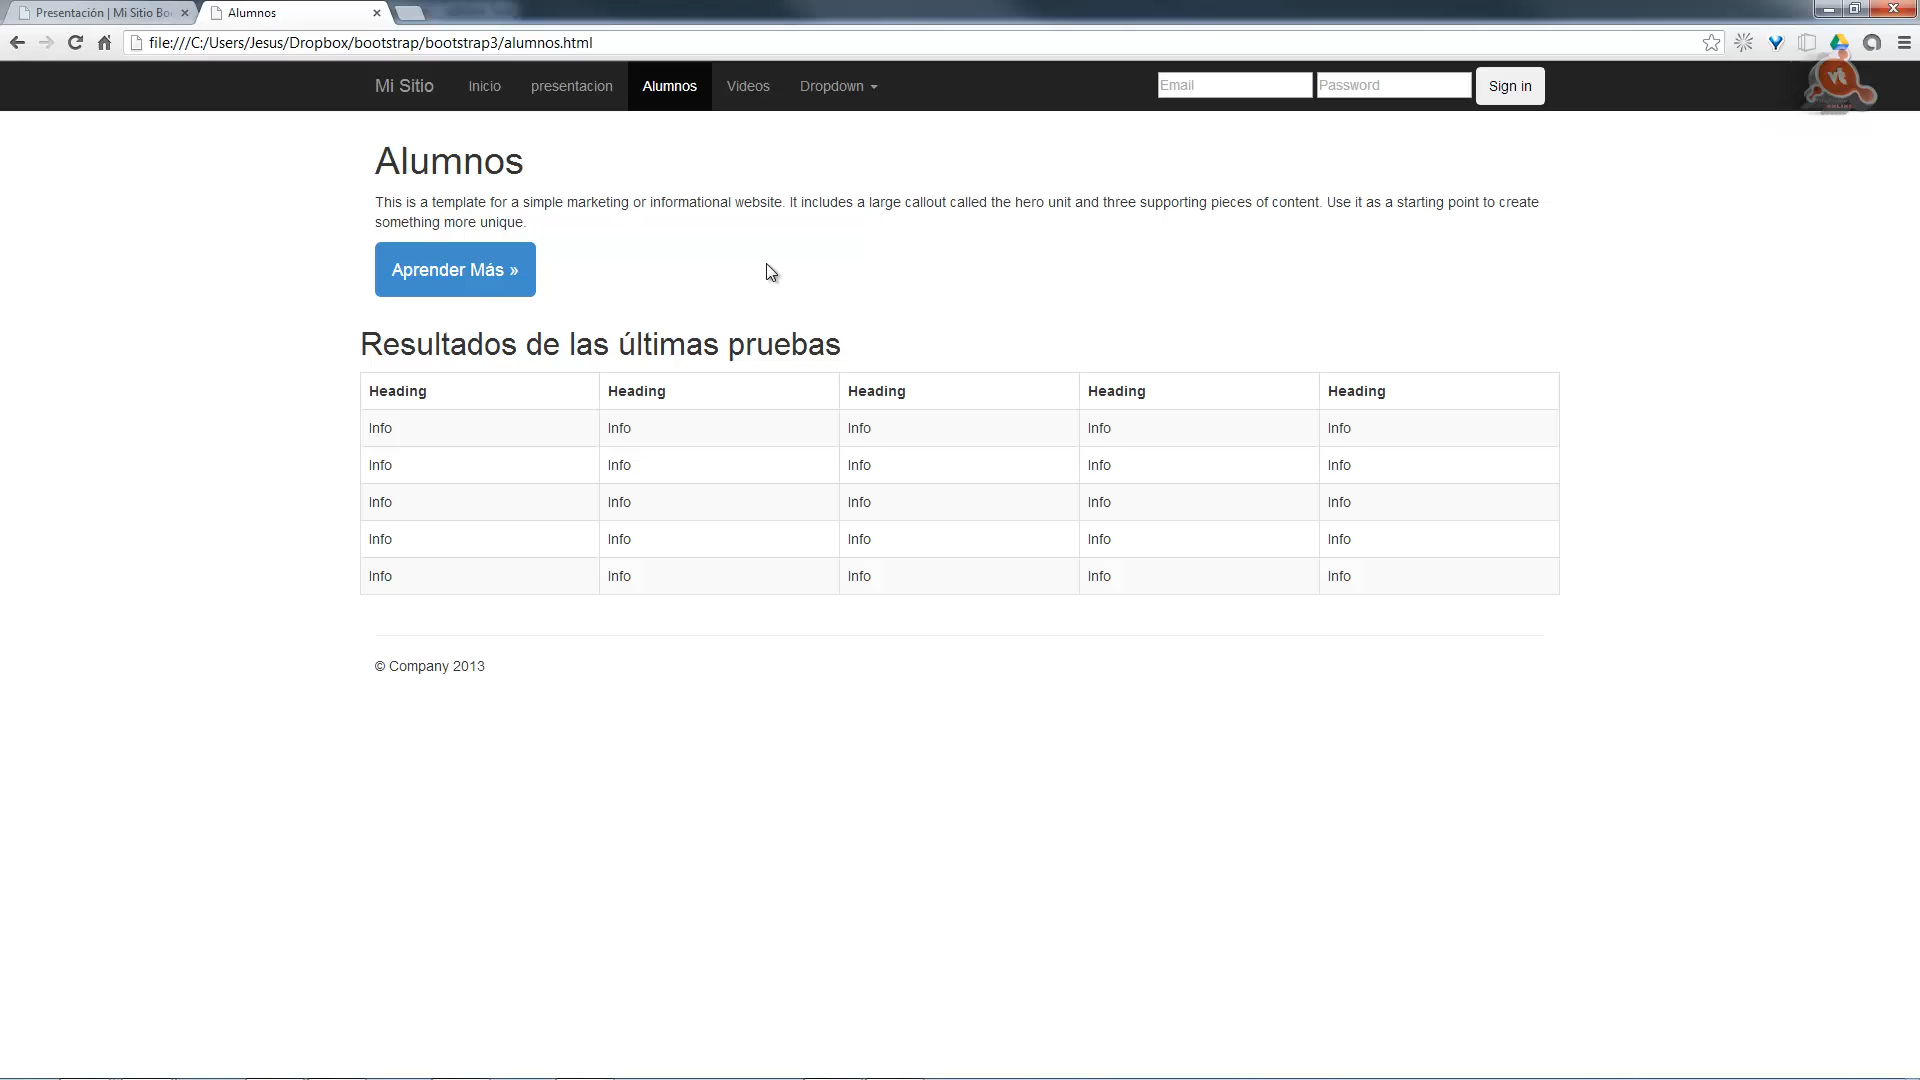 Presentación | Mi Sitio Bo
Alumnos
file:///C:/Users/Jesus/Dropbox/bootstrap/bootstrap3/alumnos.html
Mi Sitio Inicio presentacion Alumnos Videos Dropdown Email Password Sign in
vt
Alumnos
This is a template for a simple marketing or informational website. It includes a large callout called the hero unit and three supporting pieces of content. Use it as a starting point to create
something more unique.
Aprender Más »
Resultados de las últimas pruebas
Heading Heading Heading Heading Heading
Info Info Info Info Info
Info Info Info Info Info
Info Info Info Info Info
Info Info Info Info Info
Info Info Info Info Info
© Company 2013